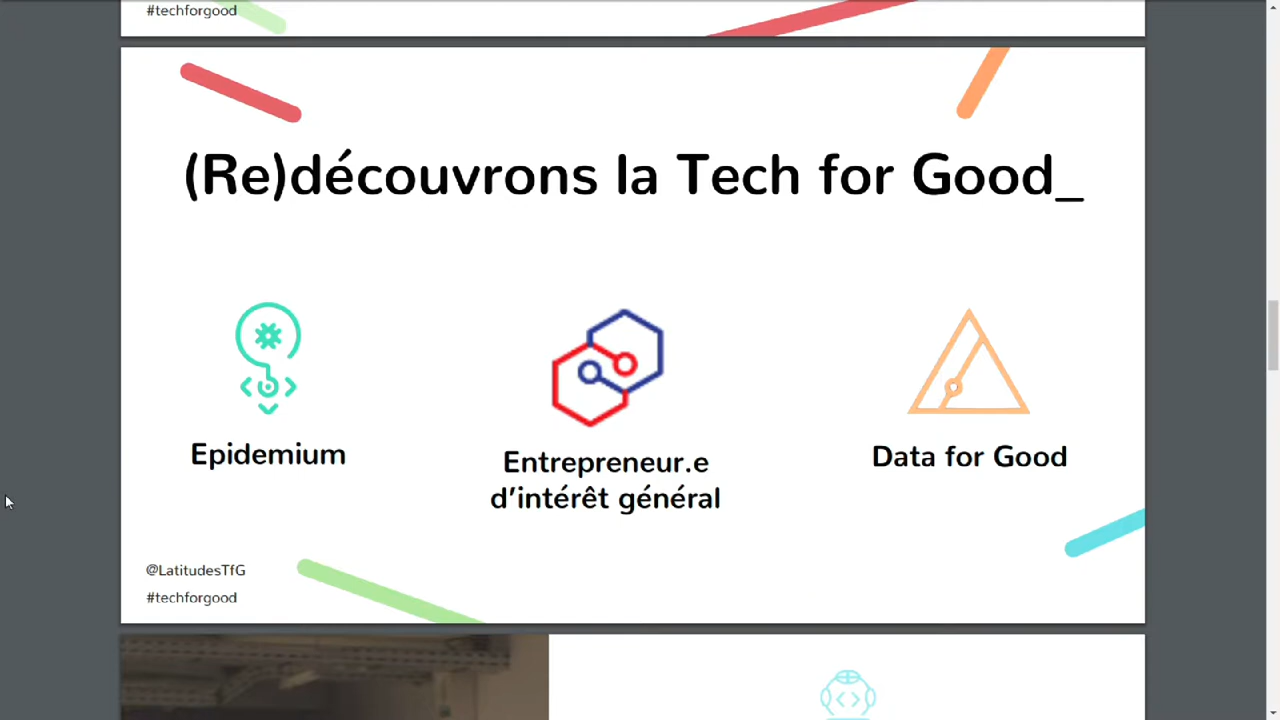 #techforgood
(Re)découvrons la Tech for Good_
Epidemium
Entrepreneur.e
d’intérêt général
Data for Good
@LatitudesTfG
#techforgood